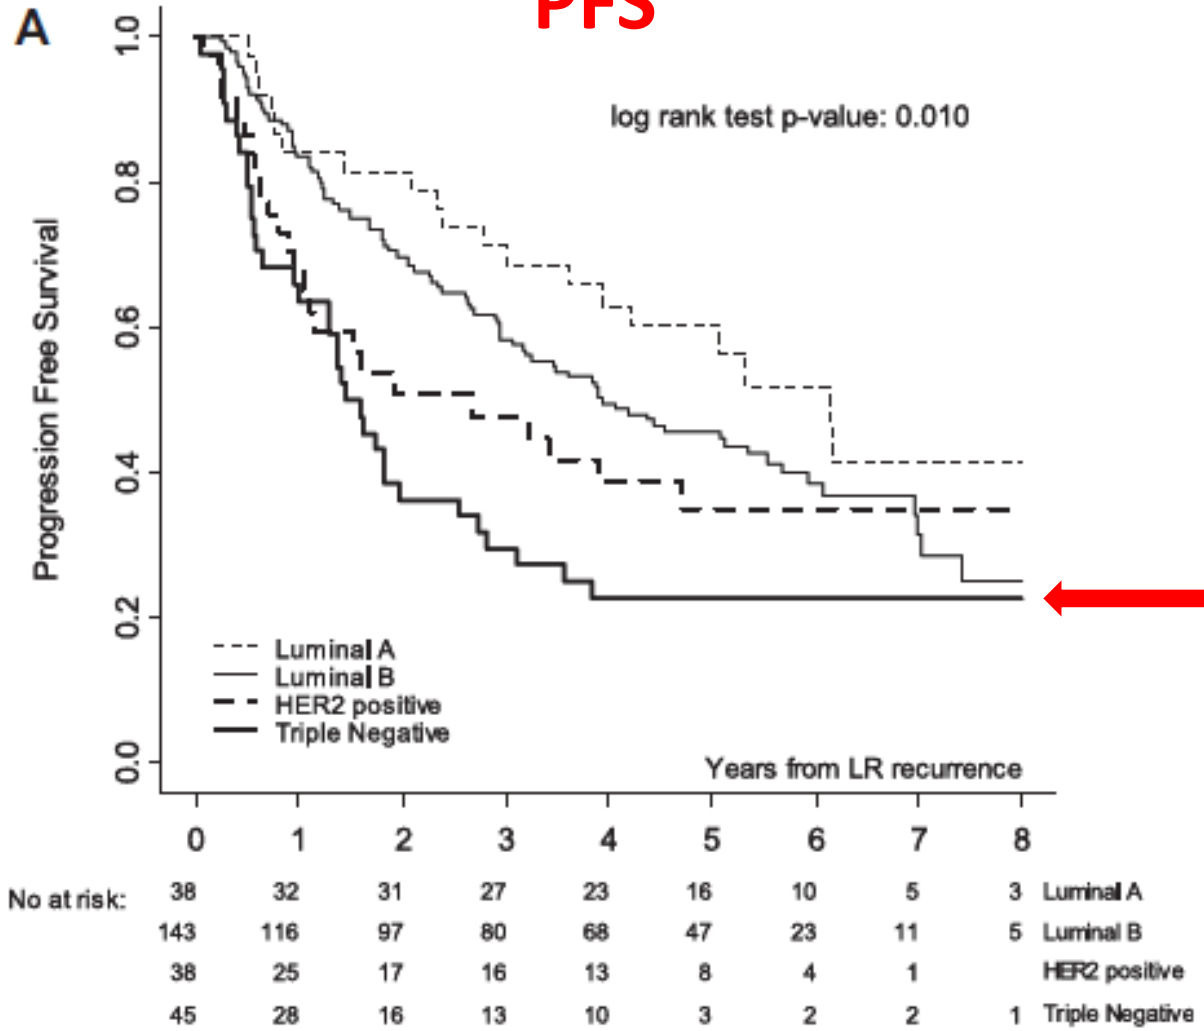 PFS
A
log rank test p-value: 0.010
Progression Free Survival
1.0
0.8
0.6
0.4
0.2
0.0
Luminal A
Luminal B
HER2 positive
Triple Negative
Years from LR recurrence
0 1 2 3 4 5 6 7 8
No at risk:
38 32 31 27 23 16 10 5 3 Luminal A
143 116 97 80 68 47 23 11 5 Luminal B
38 25 17 16 13 8 4 1 HER2 positive
45 28 16 13 10 3 2 2 1 Triple Negative